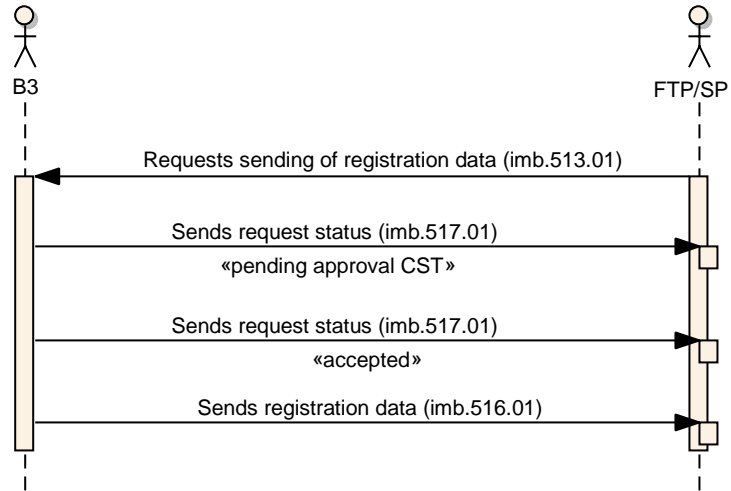 B3
FTP/SP
Requests sending of registration data (imb.513.01)
Sends request status (imb.517.01)
«pending approval CST»
Sends request status (imb.517.01)
«accepted»
Sends registration data (imb.516.01)